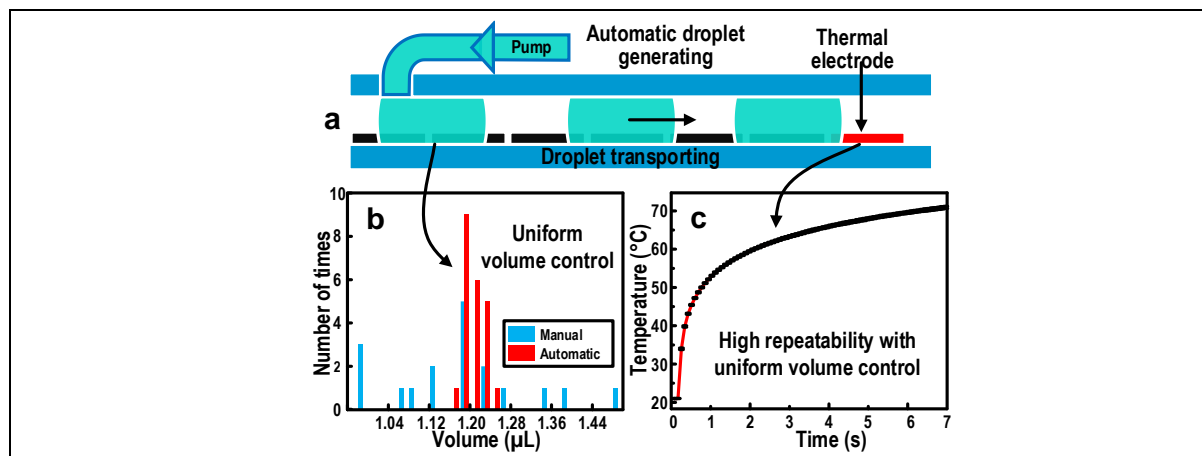 Pump
Automatic droplet
generating
Thermal
electrode
a
Droplet transporting
b
10
8
6
4
2
0
Number of times
Uniform
volume control
Manual
Automatic
1.04 1.12 1.20 1.28 1.36 1.44
Volume (µL)
c
70
60
50
40
30
20
Temperature (°C)
High repeatability with
uniform volume control
0 1 2 3 4 5 6 7
Time (s)